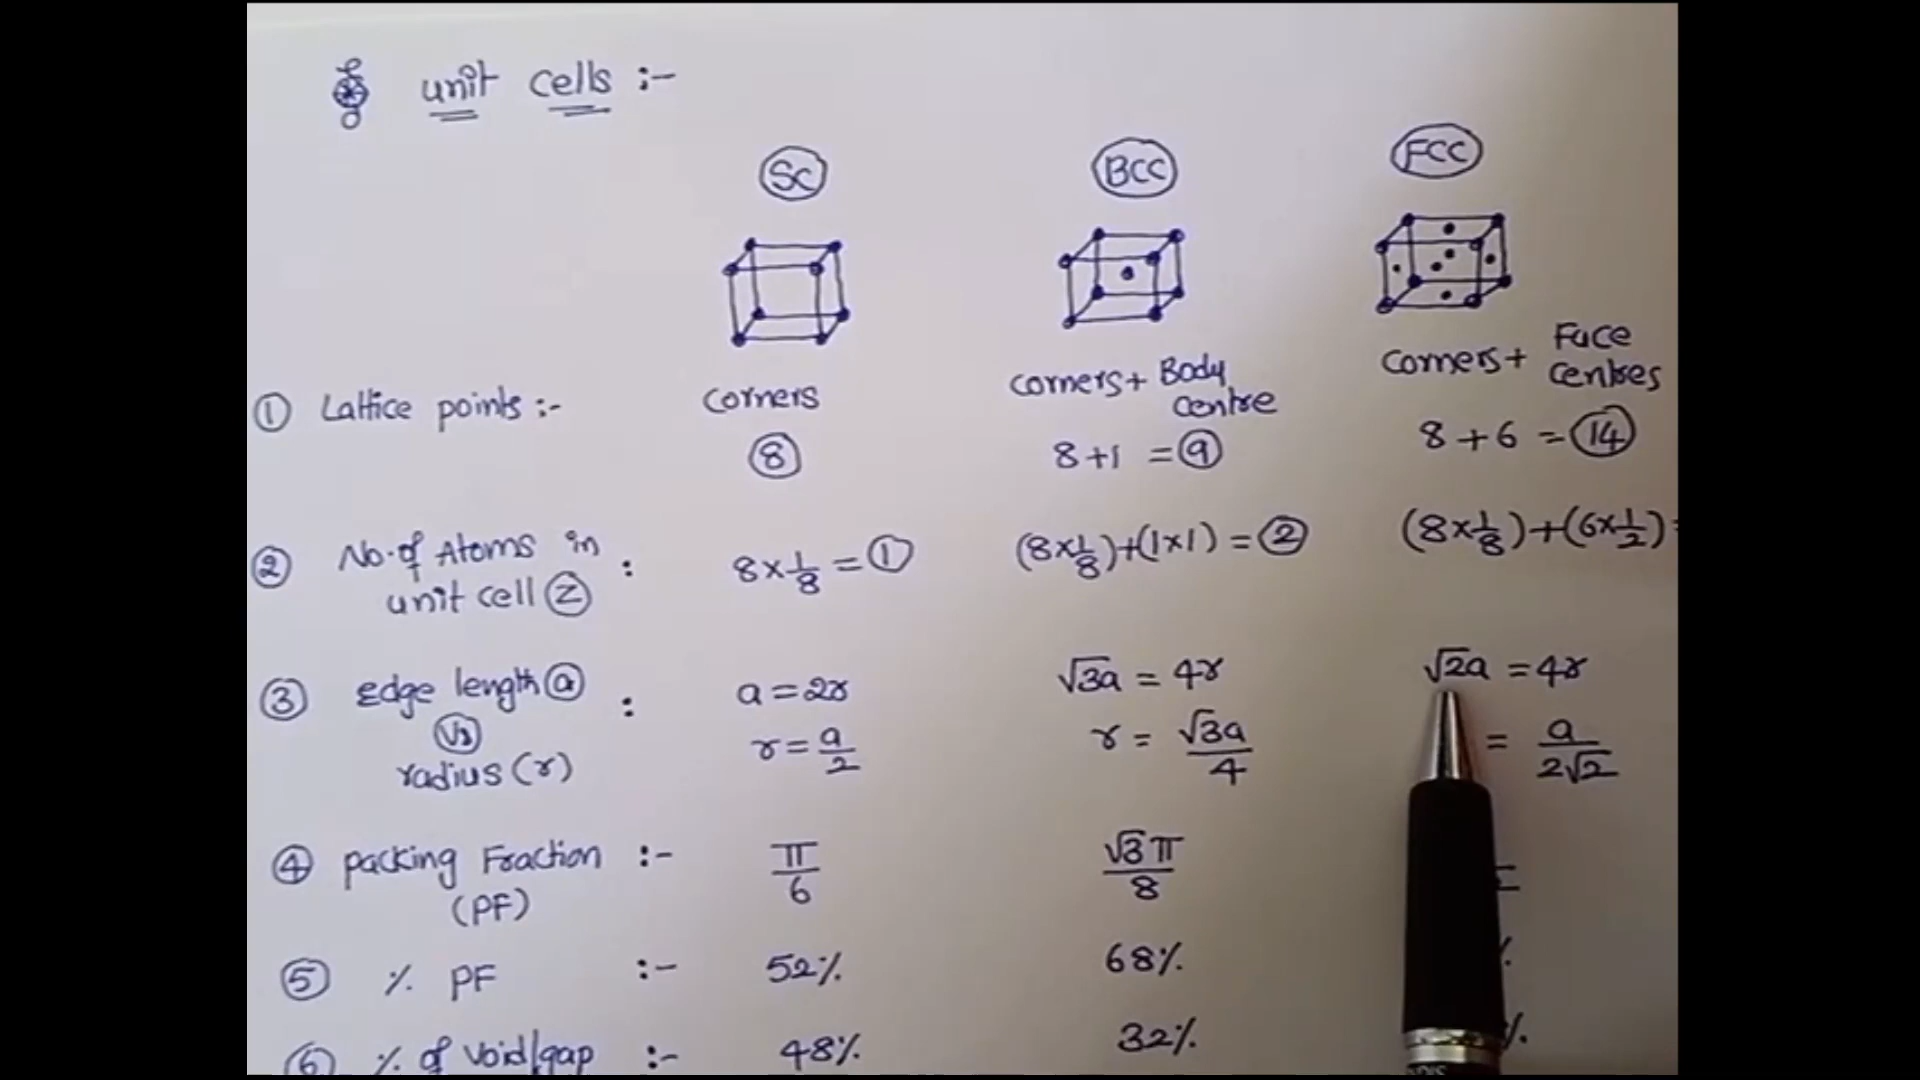 unit cells :-
SC BCC FCC
① Lattice points :- corners corners + Body centre corners + Face centres
⑧ 8+1 = ⑨ 8+6 = ⑭
② No. of Atoms in unit cell Ⓩ : 8×1/8 = ① (8×1/8)+(1×1) = ② (8×1/8)+(6×1/2) =
③ Edge length ⓐ Vs radius (r) : a = 2r √3a = 4r √2a = 4r
r = a/2 r = √3a/4 = a/2√2
④ packing Fraction (PF) :- π/6 √3π/8
⑤ % PF :- 52% 68%
⑥ % of void/gap :- 48% 32%